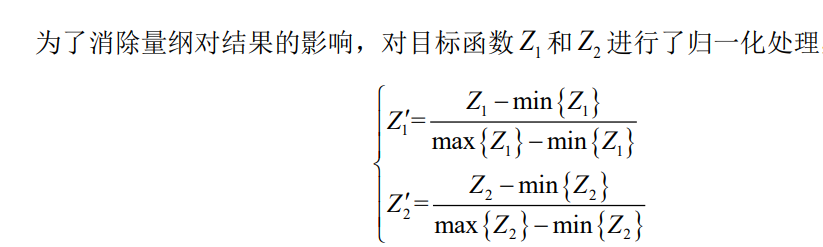 为了消除量纲对结果的影响，对目标函数 Z₁ 和 Z₂ 进行了归一化处理
Z₁′= (Z₁ − min{Z₁}) / (max{Z₁} − min{Z₁})
Z₂′= (Z₂ − min{Z₂}) / (max{Z₂} − min{Z₂})